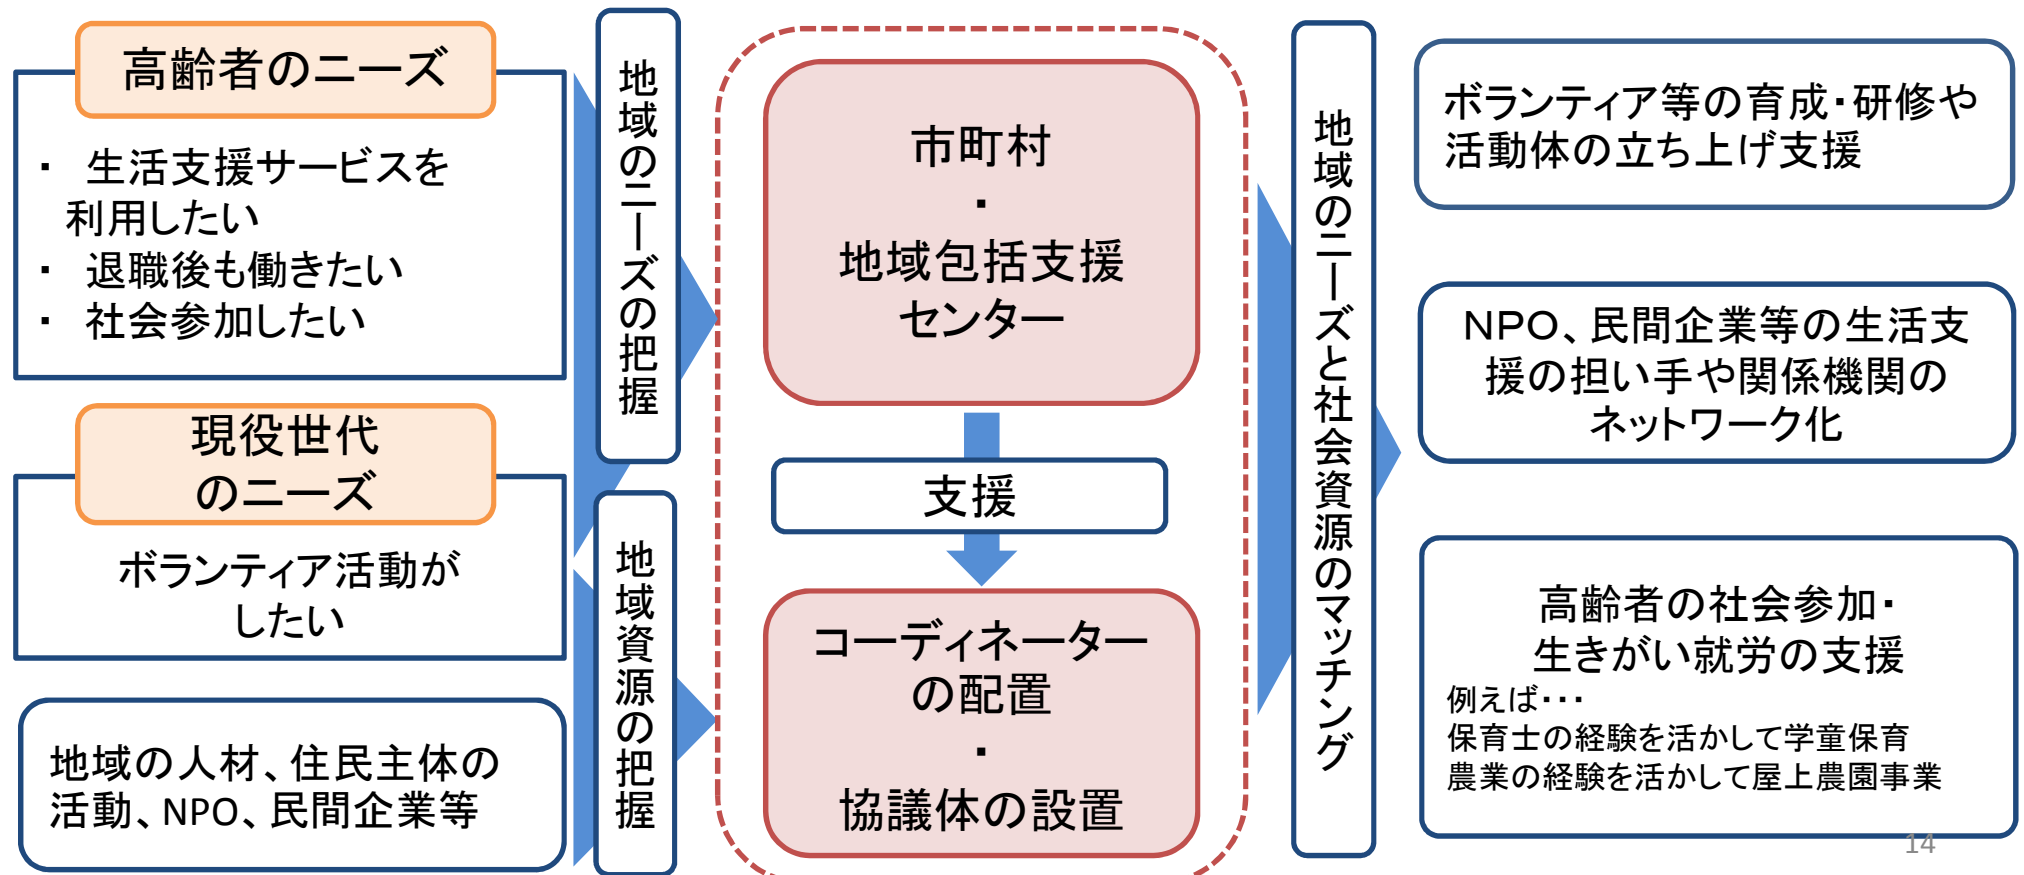 高齢者のニーズ
・ 生活支援サービスを
利用したい
・ 退職後も働きたい
・ 社会参加したい
現役世代
のニーズ
ボランティア活動が
したい
地域の人材、住民主体の
活動、NPO、民間企業等
地域のニーズの把握
地域資源の把握
市町村
・
地域包括支援
センター
支援
コーディネーター
の配置
・
協議体の設置
地域のニーズと社会資源のマッチング
ボランティア等の育成・研修や
活動体の立ち上げ支援
NPO、民間企業等の生活支
援の担い手や関係機関の
ネットワーク化
高齢者の社会参加・
生きがい就労の支援
例えば・・・
保育士の経験を活かして学童保育
農業の経験を活かして屋上農園事業
14